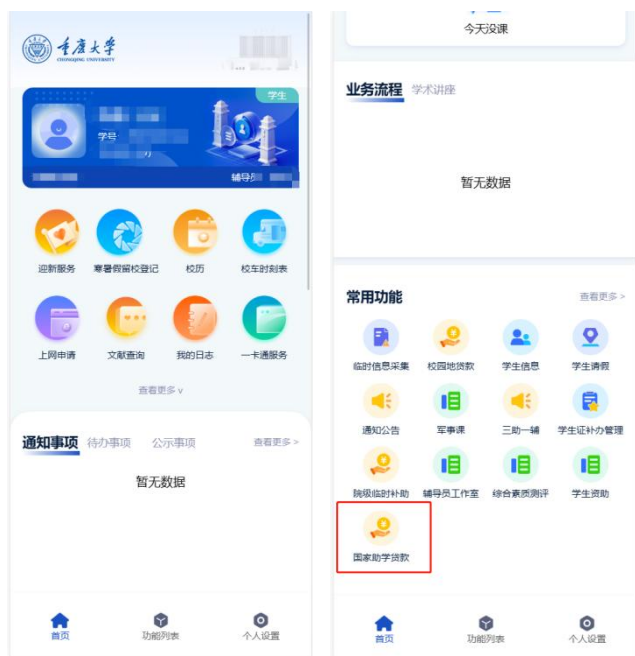 重庆大学
CHONGQING UNIVERSITY
学生
学号
辅导员
迎新服务 寒暑假留校登记 校历 校车时刻表
上网申请 文献查询 我的日志 一卡通服务
查看更多
通知事项 待办事项 公示事项 查看更多 >
暂无数据
首页 功能列表 个人设置
今天没课
业务流程 学术讲座
暂无数据
常用功能 查看更多 >
临时信息采集 校园地贷款 学生信息 学生请假
通知公告 军事课 三助一辅 学生证补办管理
院级临时补助 辅导员工作室 综合素质测评 学生资助
国家助学贷款
首页 功能列表 个人设置